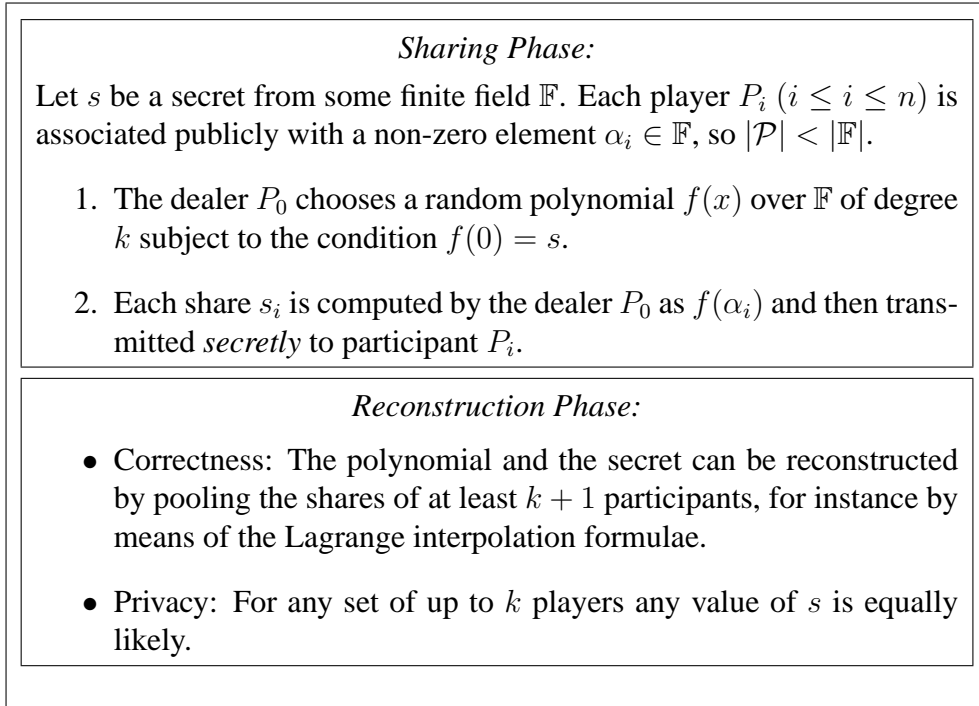 Sharing Phase:
Let s be a secret from some finite field 𝔽. Each player P_i (i ≤ i ≤ n) is
associated publicly with a non-zero element α_i ∈ 𝔽, so |𝒫| < |𝔽|.
1. The dealer P_0 chooses a random polynomial f(x) over 𝔽 of degree
k subject to the condition f(0) = s.
2. Each share s_i is computed by the dealer P_0 as f(α_i) and then trans-
mitted secretly to participant P_i.
Reconstruction Phase:
• Correctness: The polynomial and the secret can be reconstructed
by pooling the shares of at least k + 1 participants, for instance by
means of the Lagrange interpolation formulae.
• Privacy: For any set of up to k players any value of s is equally
likely.